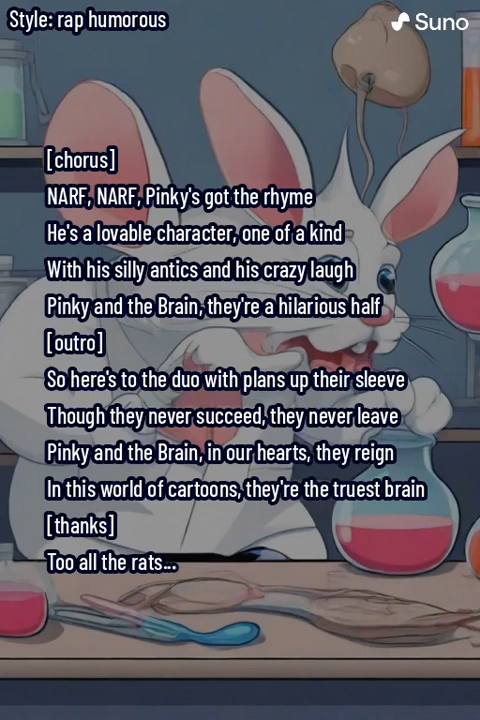 Style: rap humorous
Suno
[chorus]
NARF, NARF, Pinky's got the rhyme
He's a lovable character, one of a kind
With his silly antics and his crazy laugh
Pinky and the Brain, they're a hilarious half
[outro]
So here's to the duo with plans up their sleeve
Though they never succeed, they never leave
Pinky and the Brain, in our hearts, they reign
In this world of cartoons, they're the truest brain
[thanks]
Too all the rats...